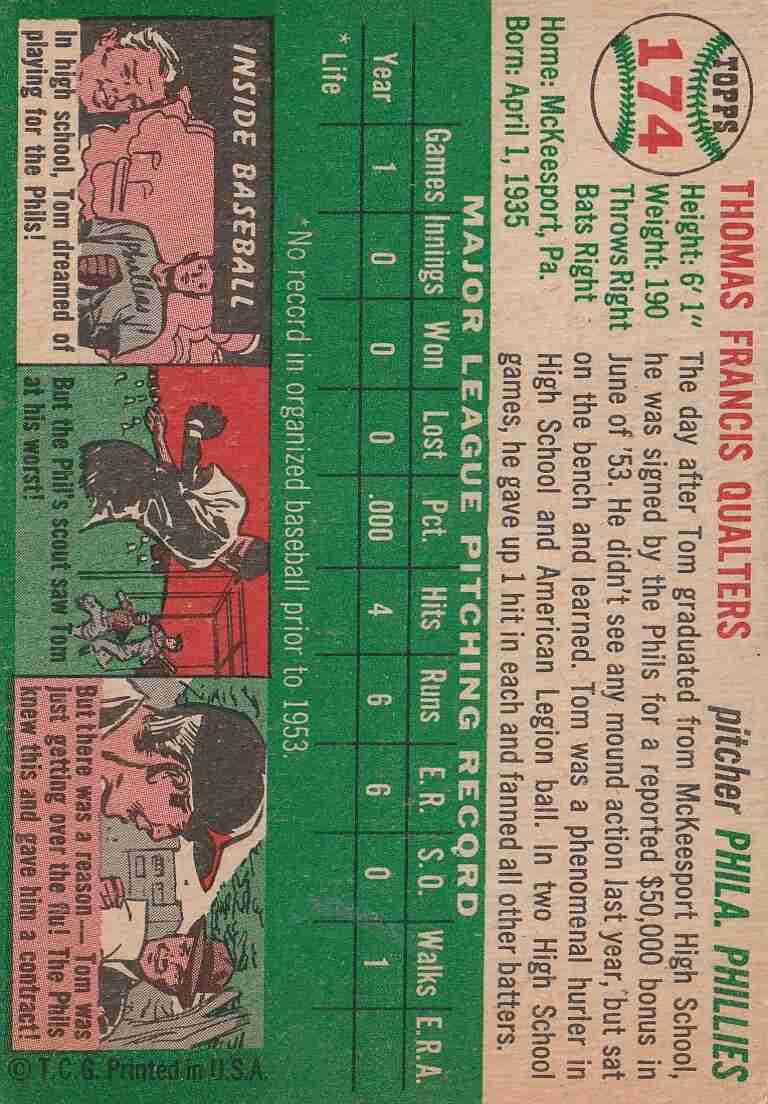 TOPPS
174
THOMAS FRANCIS QUALTERS
pitcher PHILA. PHILLIES
Height: 6' 1"
Weight: 190
Throws Right
Bats Right
Home: McKeesport, Pa.
Born: April 1, 1935
The day after Tom graduated from McKeesport High School,
he was signed by the Phils for a reported $50,000 bonus in
June of '53. He didn't see any mound action last year, but sat
on the bench and learned. Tom was a phenomenal hurler in
High School and American Legion ball. In two High School
games, he gave up 1 hit in each and fanned all other batters.
MAJOR LEAGUE PITCHING RECORD
Games Innings Won Lost Pct. Hits Runs E.R. S.O. Walks E.R.A.
Year 1 0 0 0 .000 4 6 6 0 1
* Life
*No record in organized baseball prior to 1953.
INSIDE BASEBALL
Phillies
In high school, Tom dreamed of
playing for the Phils!
But the Phil's scout saw Tom
at his worst!
But there was a reason — Tom was
just getting over the flu! The Phils
knew this and gave him a contract!
© T.C.G. Printed in U.S.A.